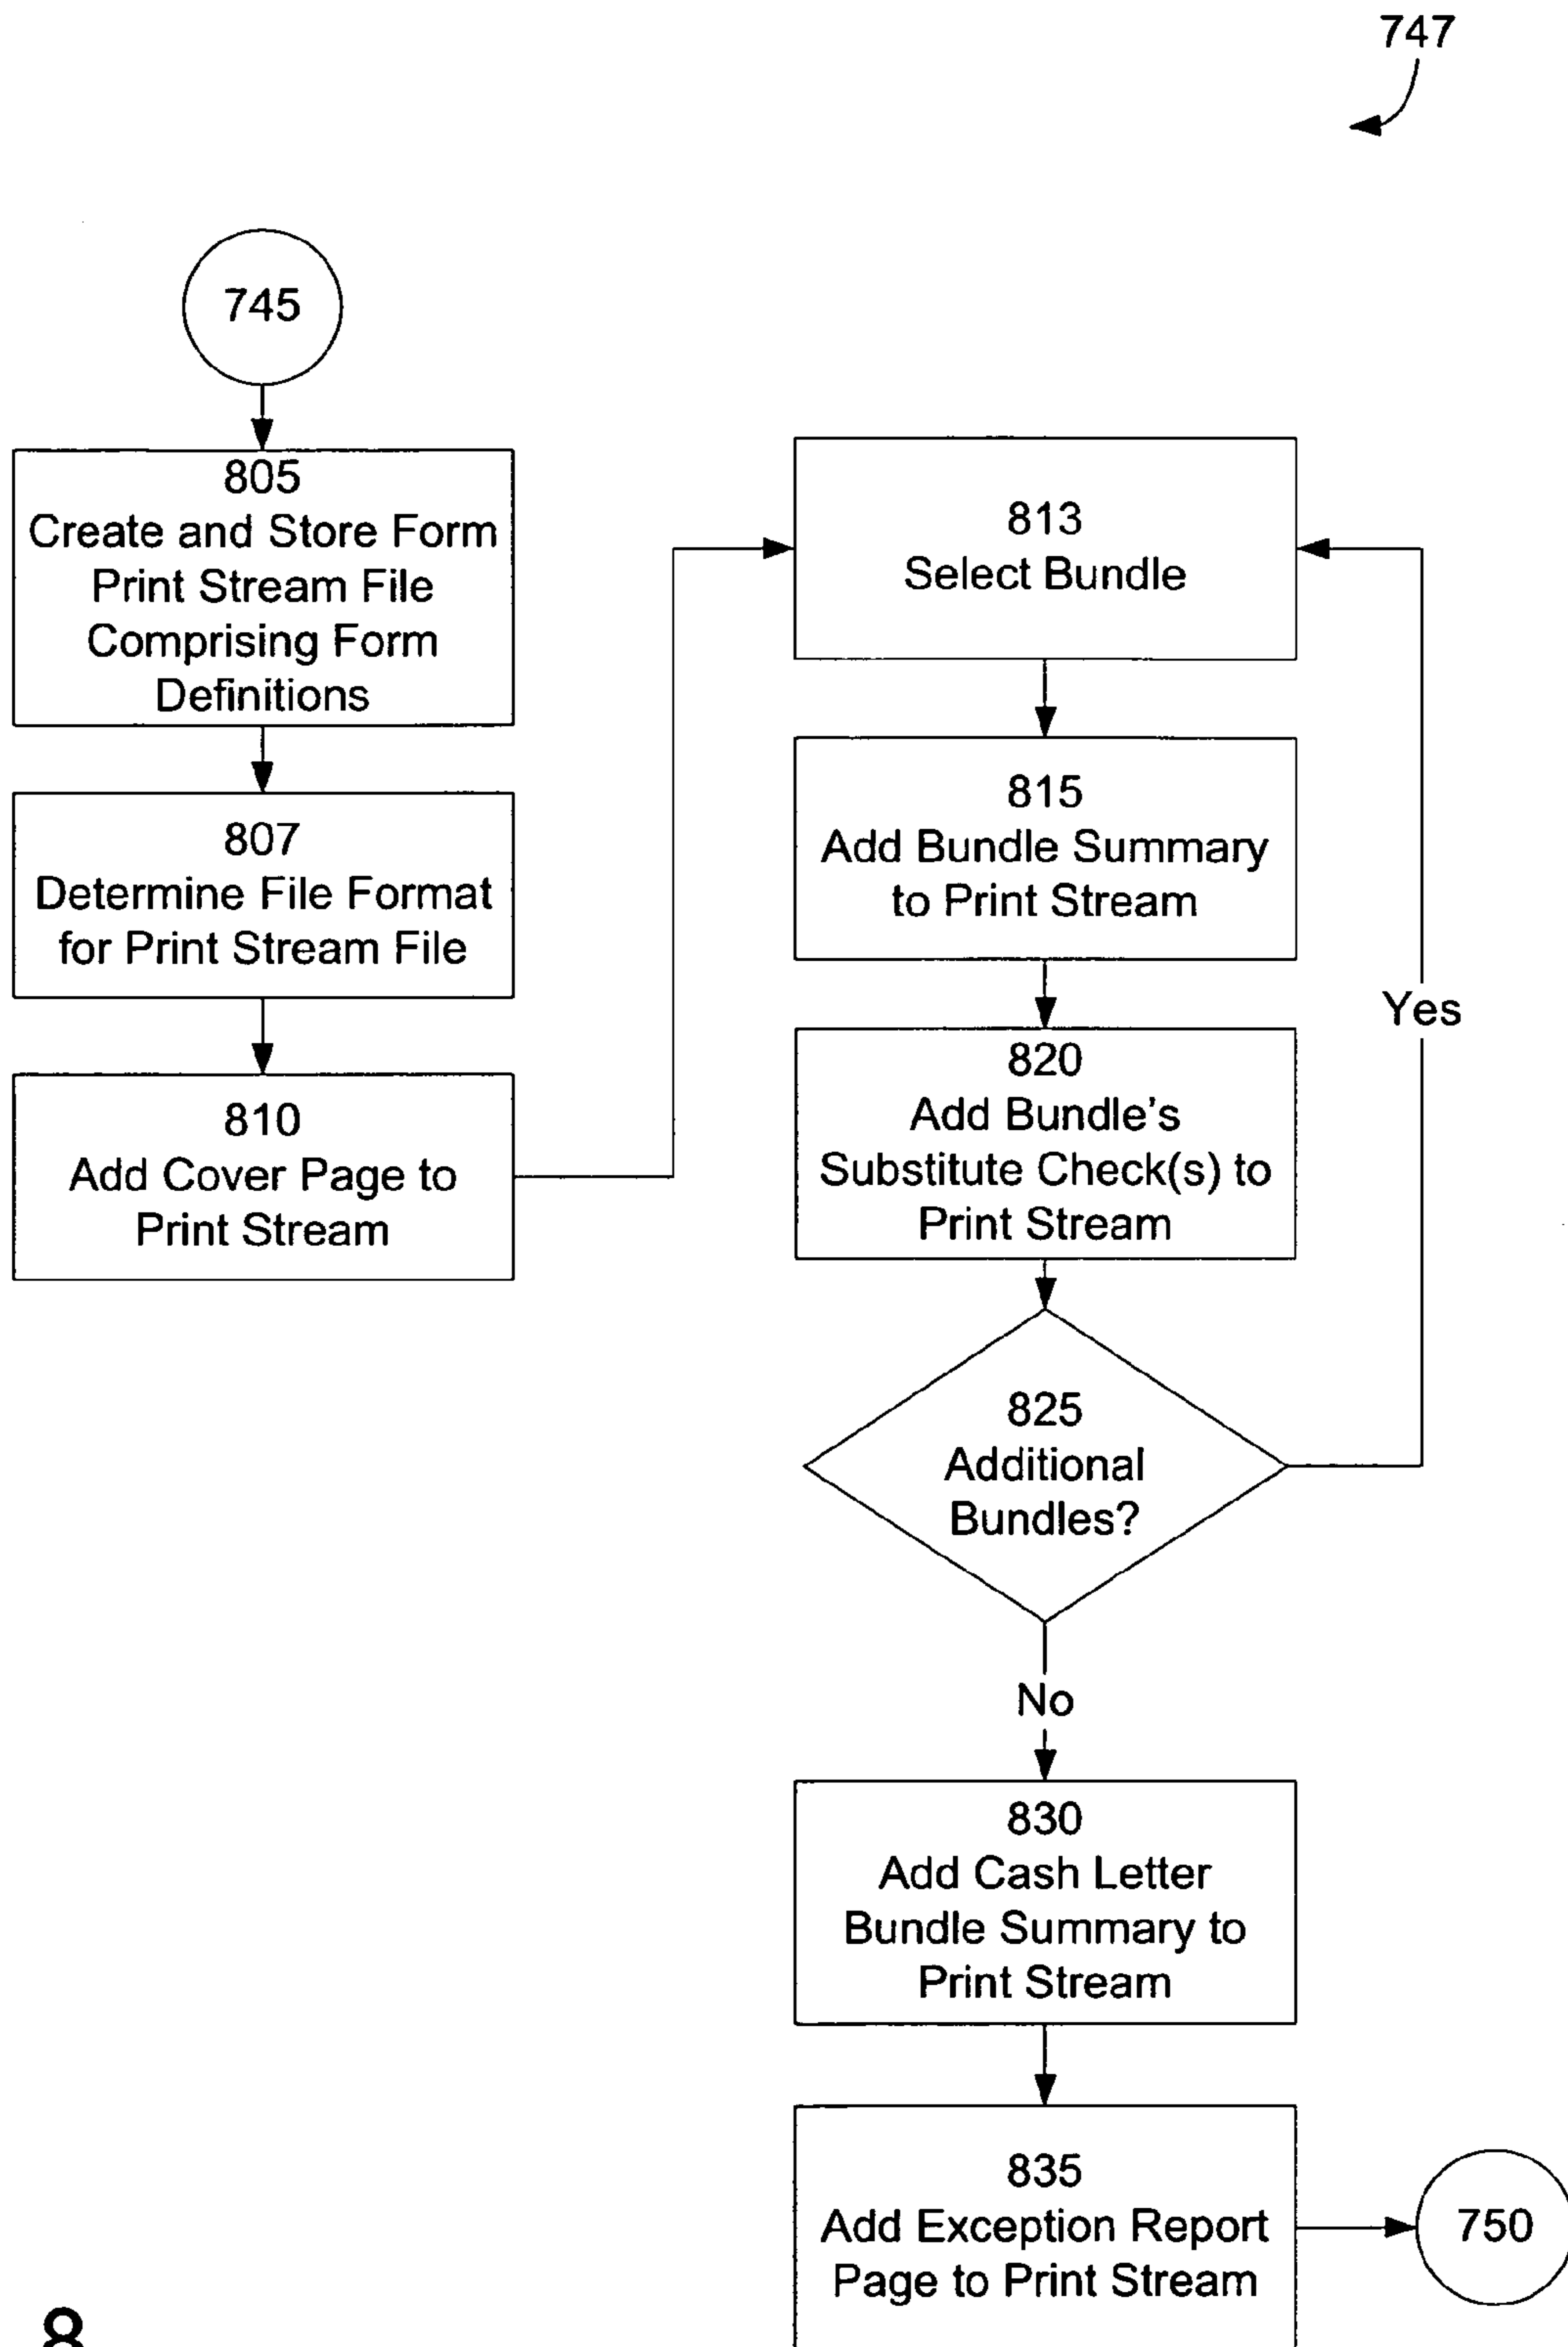 747
745
805
Create and Store Form
Print Stream File
Comprising Form
Definitions
807
Determine File Format
for Print Stream File
810
Add Cover Page to
Print Stream
813
Select Bundle
815
Add Bundle Summary
to Print Stream
820
Add Bundle's
Substitute Check(s) to
Print Stream
Yes
825
Additional
Bundles?
No
830
Add Cash Letter
Bundle Summary to
Print Stream
835
Add Exception Report
Page to Print Stream
750
8